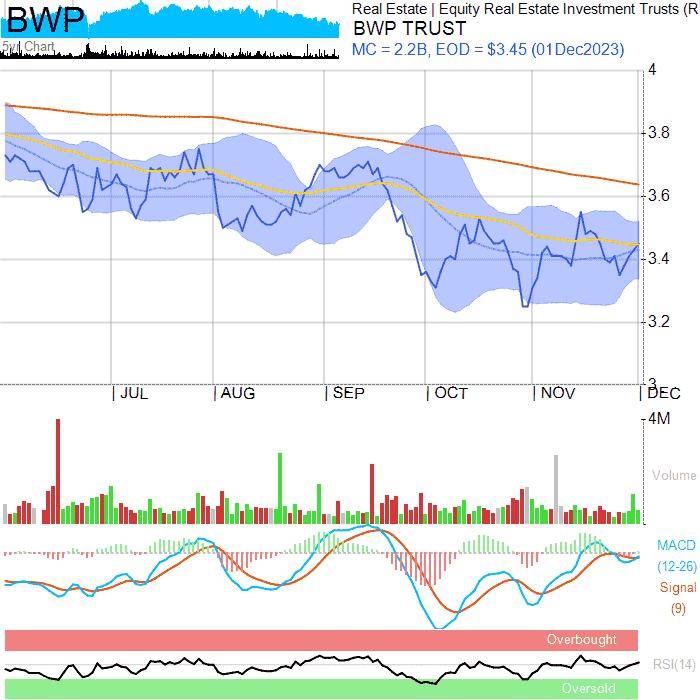 BWP
5yr Chart
Real Estate | Equity Real Estate Investment Trusts (R
BWP TRUST
MC = 2.2B, EOD = $3.45 (01Dec2023)
4
3.8
3.6
3.4
3.2
3
JUL AUG SEP OCT NOV DEC
4M
Volume
MACD
(12-26)
Signal
(9)
Overbought
RSI(14)
Oversold